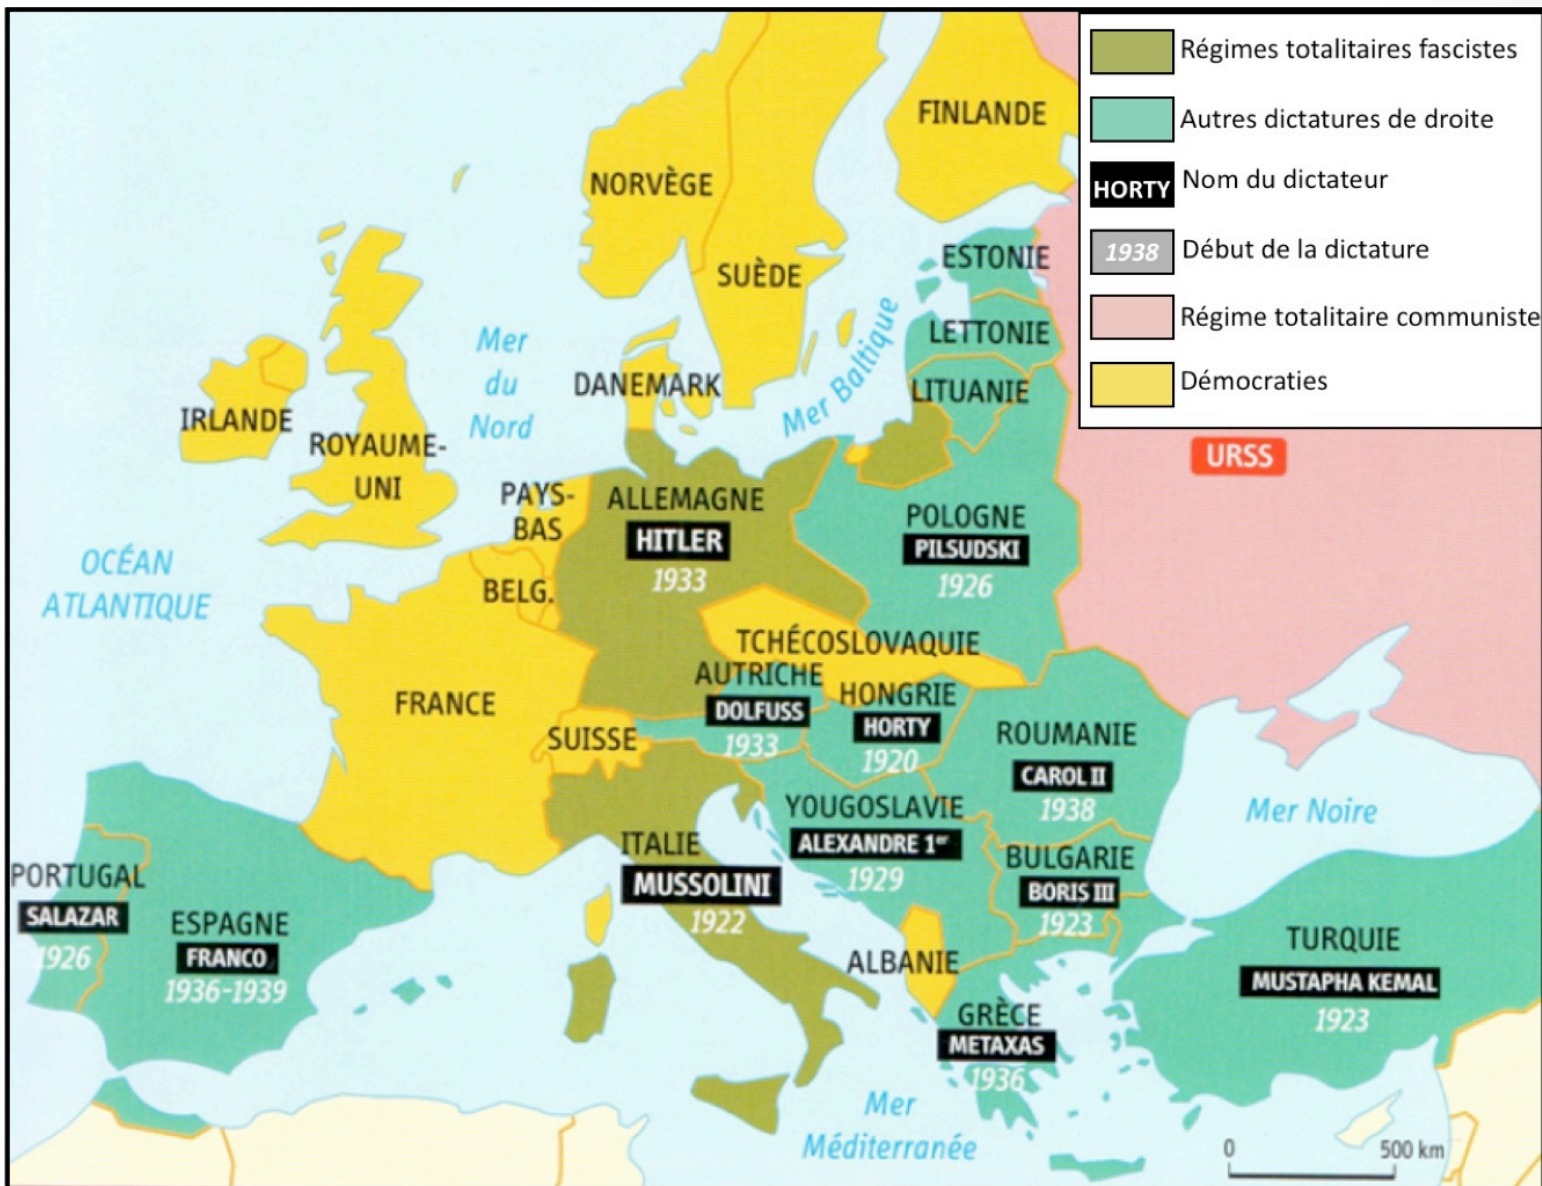 Régimes totalitaires fascistes
Autres dictatures de droite
HORTY Nom du dictateur
1938 Début de la dictature
Régime totalitaire communiste
Démocraties
FINLANDE
NORVÈGE
SUÈDE
ESTONIE
LETTONIE
LITUANIE
Mer
du
Nord
Mer Baltique
DANEMARK
IRLANDE
ROYAUME-
UNI
PAYS-
BAS
BELG.
ALLEMAGNE
HITLER
1933
POLOGNE
PILSUDSKI
1926
URSS
OCÉAN
ATLANTIQUE
TCHÉCOSLOVAQUIE
AUTRICHE
DOLFUSS
1933
HONGRIE
HORTY
1920
FRANCE
SUISSE
ROUMANIE
CAROL II
1938
Mer Noire
YOUGOSLAVIE
ALEXANDRE 1er
1929
ITALIE
MUSSOLINI
1922
BULGARIE
BORIS III
1923
PORTUGAL
SALAZAR
1926
ESPAGNE
FRANCO
1936-1939
ALBANIE
TURQUIE
MUSTAPHA KEMAL
1923
GRÈCE
METAXAS
1936
Mer
Méditerranée
0 500 km